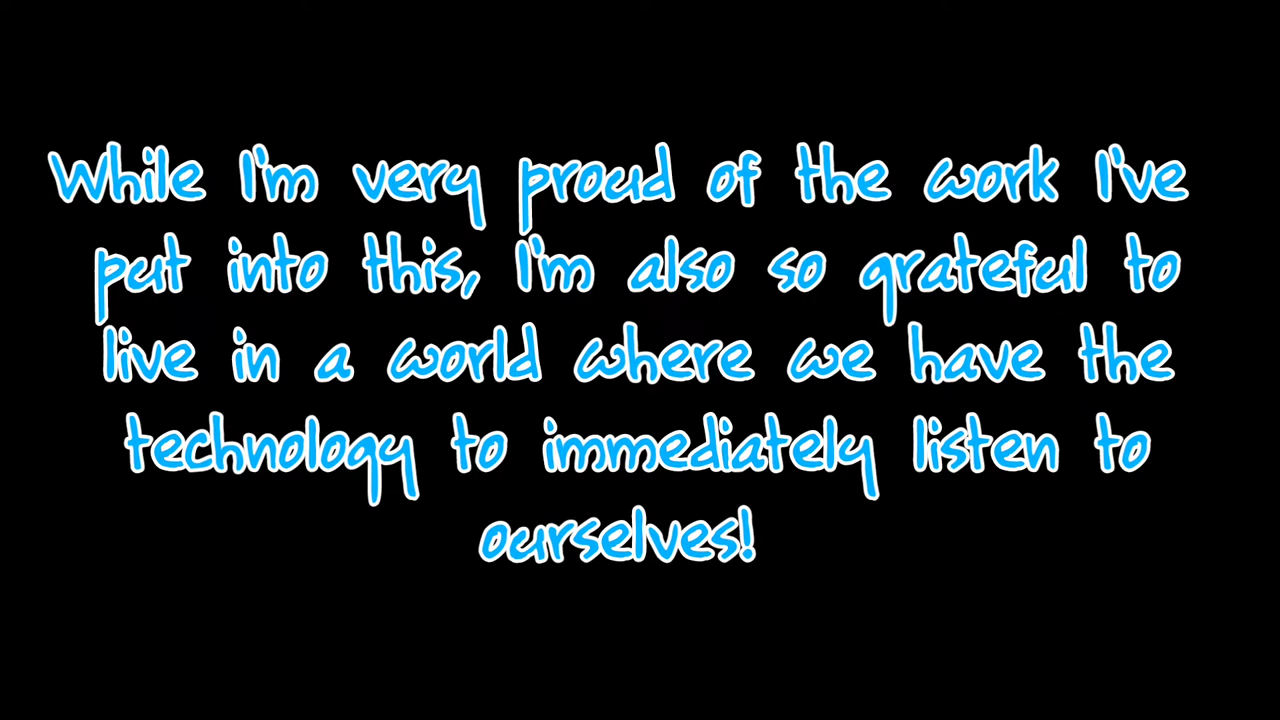 While I'm very proud of the work I've
put into this, I'm also so grateful to
live in a world where we have the
technology to immediately listen to
ourselves!